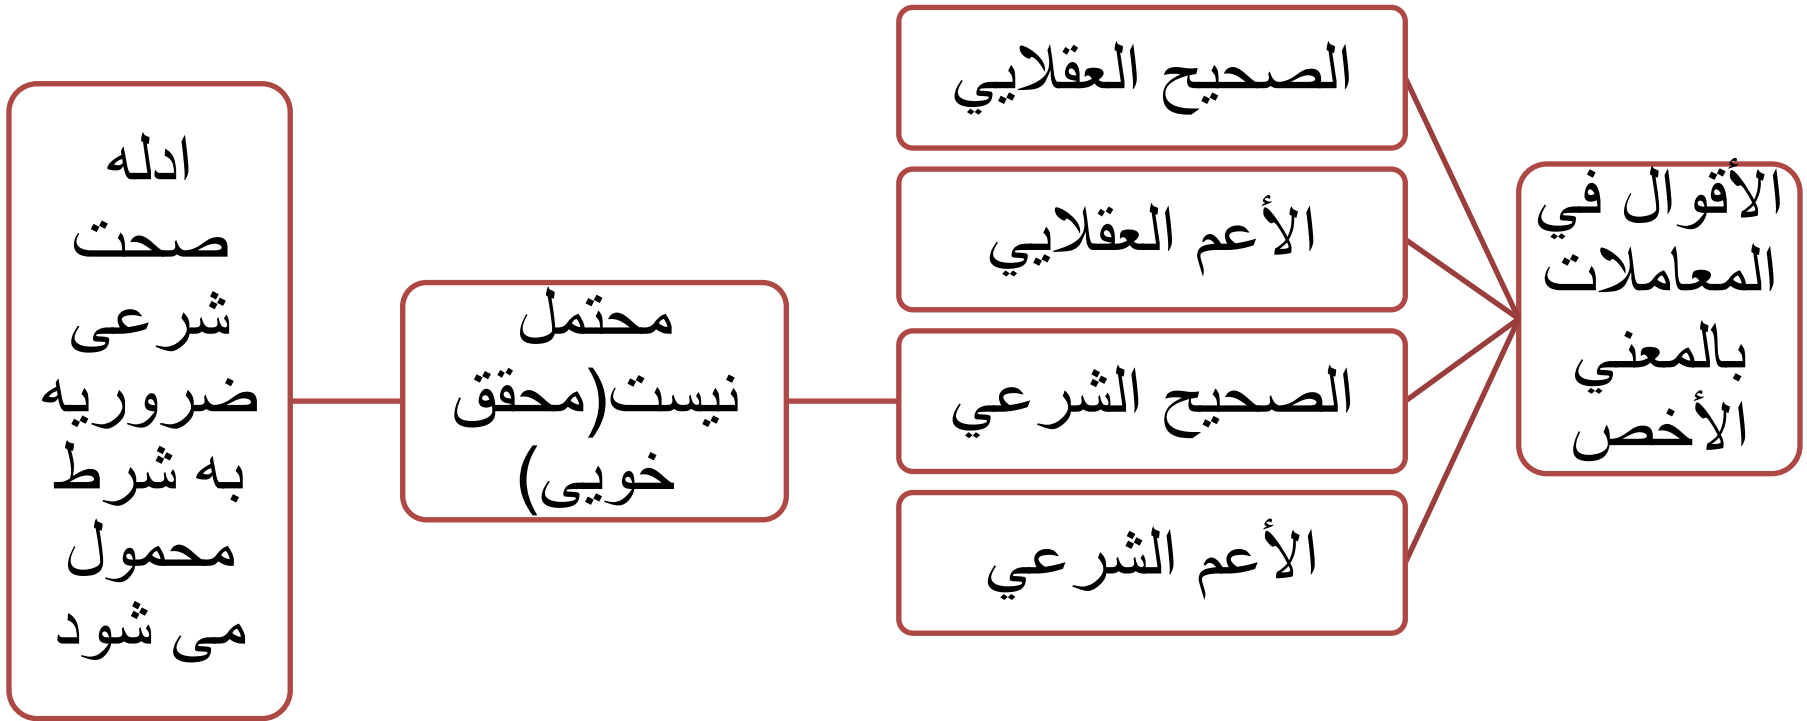 الأقوال في
المعاملات
بالمعني
الأخص
الصحيح العقلايي
الأعم العقلايي
الصحيح الشرعي
الأعم الشرعي
محتمل
نيست(محقق
خويى)
ادله
صحت
شرعى
ضروريه
به شرط
محمول
مى شود